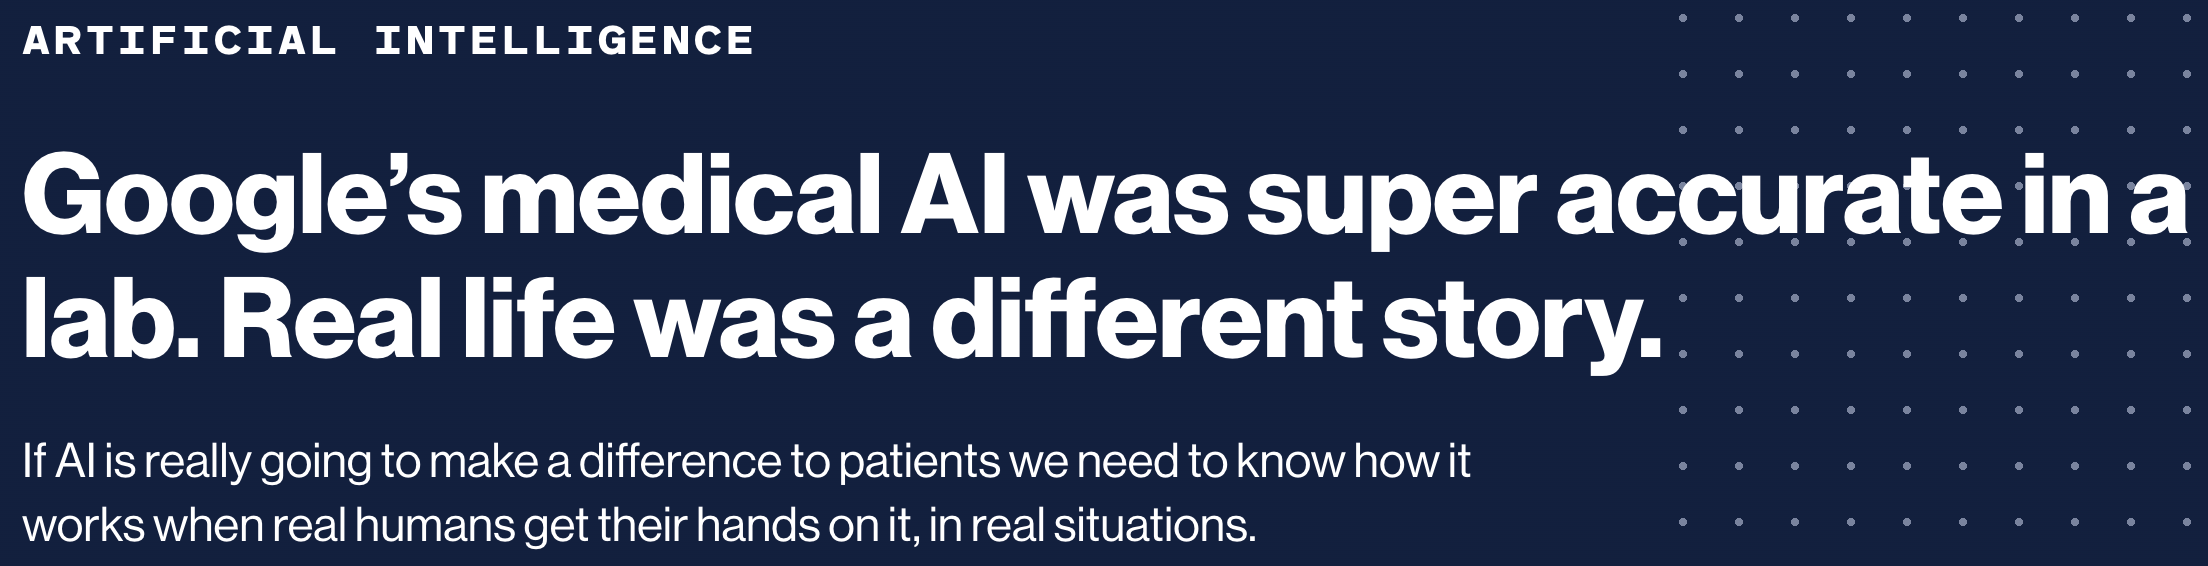 ARTIFICIAL INTELLIGENCE
Google’s medical AI was super accurate in a
lab. Real life was a different story.
If AI is really going to make a difference to patients we need to know how it
works when real humans get their hands on it, in real situations.